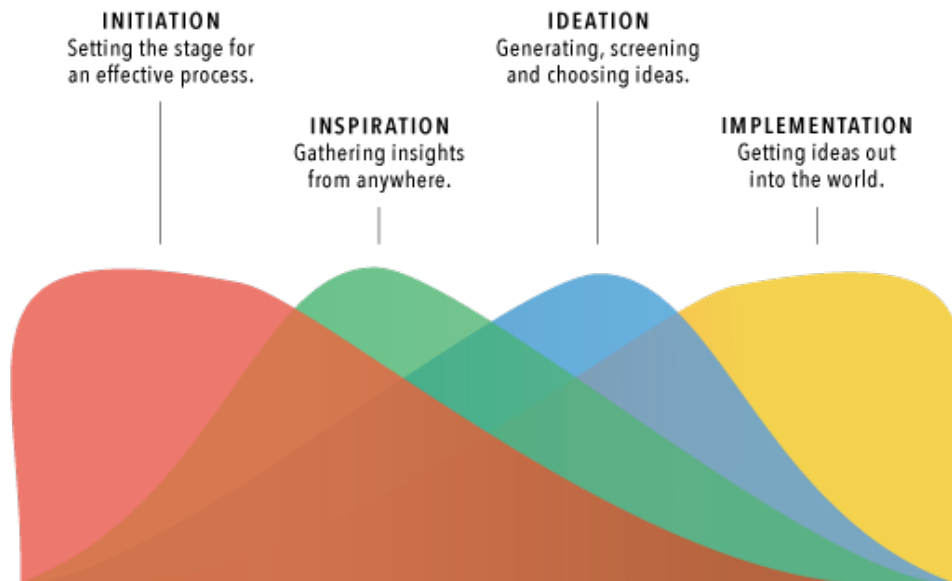 INITIATION
Setting the stage for
an effective process.
INSPIRATION
Gathering insights
from anywhere.
IDEATION
Generating, screening
and choosing ideas.
IMPLEMENTATION
Getting ideas out
into the world.